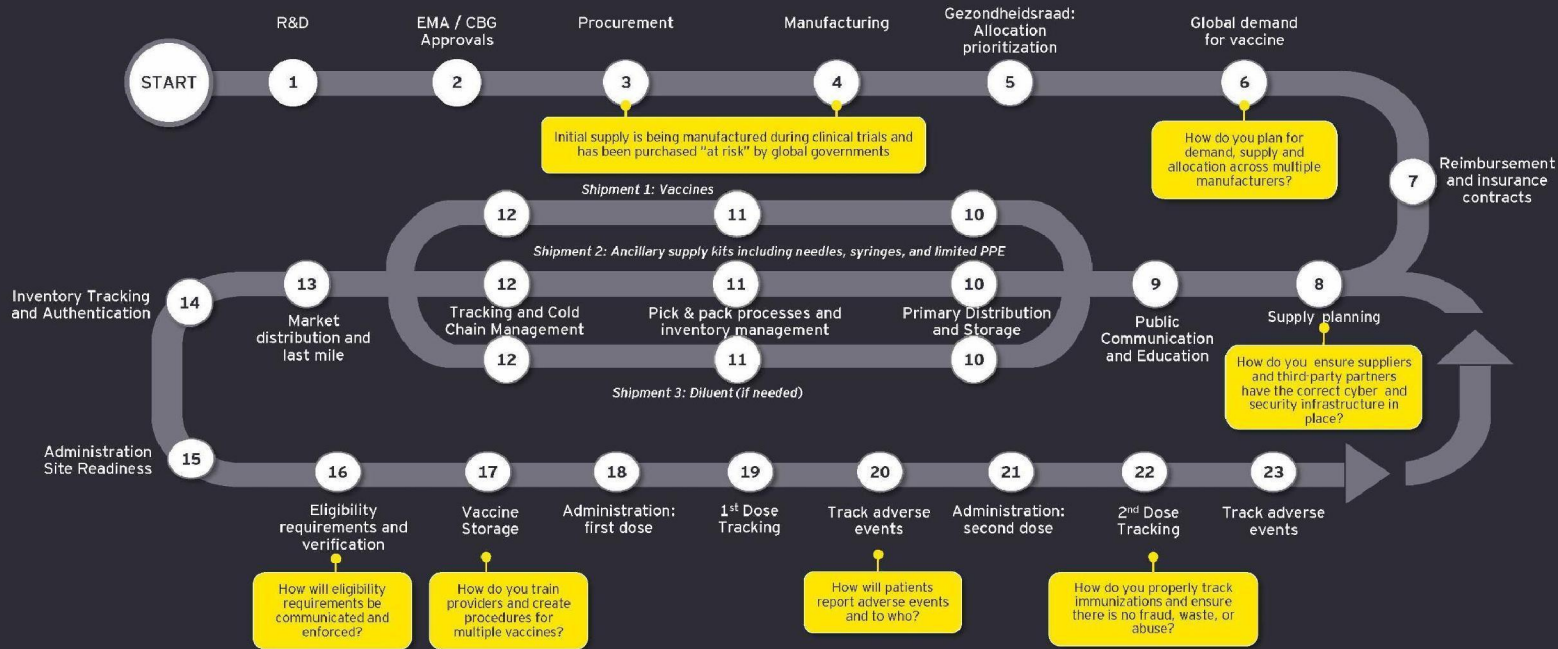 START
1
R&D
2
EMA / CBG
Approvals
3
Procurement
4
Manufacturing
Initial supply is being manufactured during clinical trials and
has been purchased "at risk" by global governments
5
Gezondheidsraad:
Allocation
prioritization
6
Global demand
for vaccine
How do you plan for
demand, supply and
allocation across multiple
manufacturers?
7
Reimbursement
and insurance
contracts
8
Supply planning
How do you ensure suppliers
and third-party partners
have the correct cyber and
security infrastructure in
place?
9
Public
Communication
and Education
Shipment 1: Vaccines
12
11
10
Shipment 2: Ancillary supply kits including needles, syringes, and limited PPE
12
11
10
Tracking and Cold
Chain Management
Pick & pack processes and
inventory management
Primary Distribution
and Storage
12
11
10
Shipment 3: Diluent (if needed)
13
Market
distribution and
last mile
14
Inventory Tracking
and Authentication
15
Administration
Site Readiness
16
Eligibility
requirements and
verification
How will eligibility
requirements be
communicated and
enforced?
17
Vaccine
Storage
How do you train
providers and create
procedures for
multiple vaccines?
18
Administration:
first dose
19
1st Dose
Tracking
20
Track adverse
events
How will patients
report adverse events
and to who?
21
Administration:
second dose
22
2nd Dose
Tracking
How do you properly track
immunizations and ensure
there is no fraud, waste, or
abuse?
23
Track adverse
events